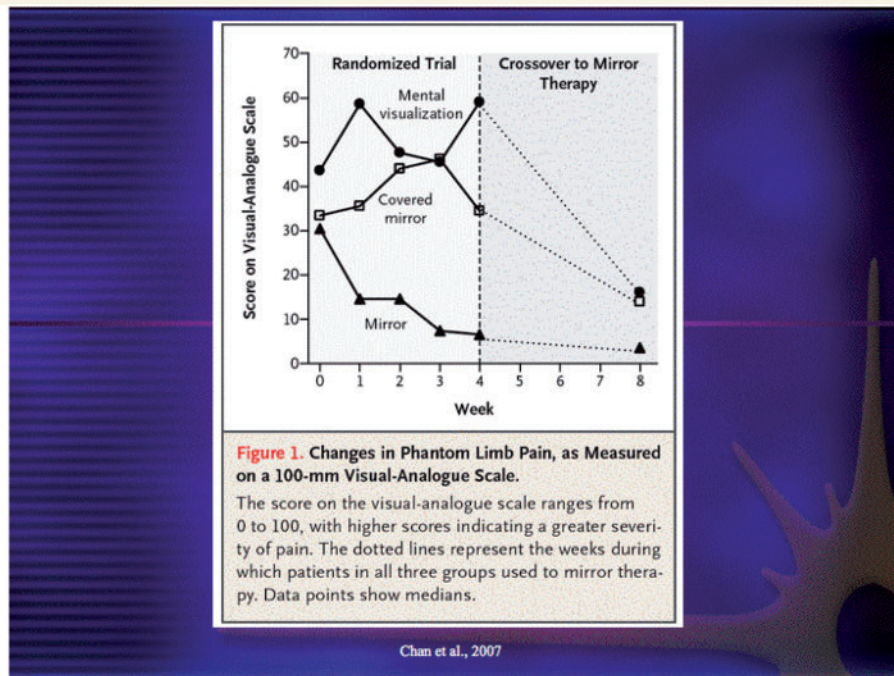 70
Randomized Trial
Crossover to Mirror
Therapy
60
Mental
visualization
50
40
Covered
mirror
30
20
Mirror
10
0
Score on Visual-Analogue Scale
0 1 2 3 4 5 6 7 8
Week
Figure 1. Changes in Phantom Limb Pain, as Measured
on a 100-mm Visual-Analogue Scale.
The score on the visual-analogue scale ranges from
0 to 100, with higher scores indicating a greater severi-
ty of pain. The dotted lines represent the weeks during
which patients in all three groups used to mirror thera-
py. Data points show medians.
Chan et al., 2007